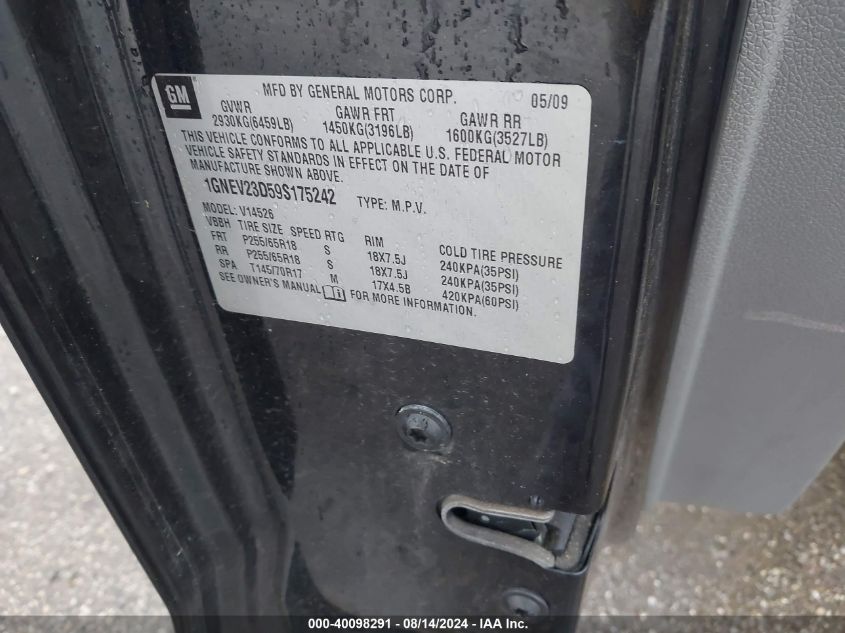 GM MFD BY GENERAL MOTORS CORP. 05/09
GVWR GAWR FRT GAWR RR
2930KG(6459LB) 1450KG(3196LB) 1600KG(3527LB)
THIS VEHICLE CONFORMS TO ALL APPLICABLE U.S. FEDERAL MOTOR
VEHICLE SAFETY STANDARDS IN EFFECT ON THE DATE OF
MANUFACTURE SHOWN ABOVE.
1GNEV23D59S175242 TYPE: M.P.V.
MODEL: V14526
VBBH TIRE SIZE SPEED RTG RIM COLD TIRE PRESSURE
FRT P255/65R18 S 18X7.5J 240KPA(35PSI)
RR P255/65R18 S 18X7.5J 240KPA(35PSI)
SPA T145/70R17 M 17X4.5B 420KPA(60PSI)
SEE OWNER'S MANUAL i FOR MORE INFORMATION.
000-40098291 - 08/14/2024 - IAAI Inc.